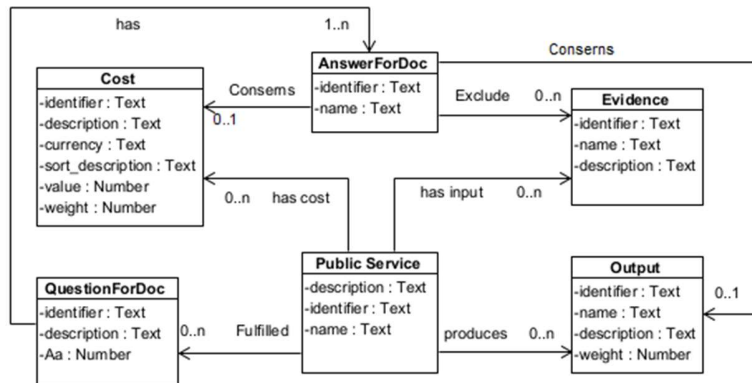 has
1..n
AnswerForDoc
-identifier : Text
-name : Text
Conserns
Cost
-identifier : Text
-description : Text
-currency : Text
-sort_description : Text
-value : Number
-weight : Number
Conserns
0..1
Exclude
0..n
Evidence
-identifier : Text
-name : Text
-description : Text
0..n
has cost
has input
0..n
Public Service
-description : Text
-identifier : Text
-name : Text
QuestionForDoc
-identifier : Text
-description : Text
-Aa : Number
0..n
Fulfilled
produces
0..n
Output
-identifier : Text
-name : Text
-description : Text
-weight : Number
0..1